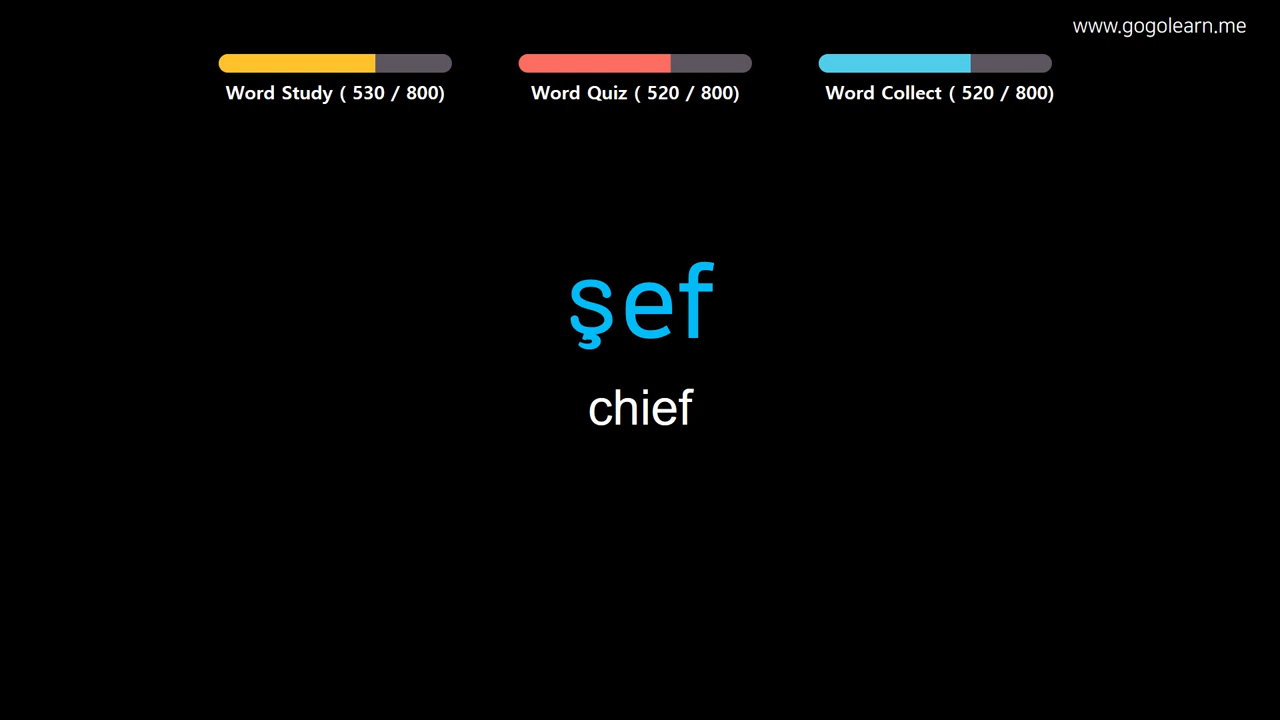 www.gogolearn.me
Word Study ( 530 / 800)
Word Quiz ( 520 / 800)
Word Collect ( 520 / 800)
şef
chief